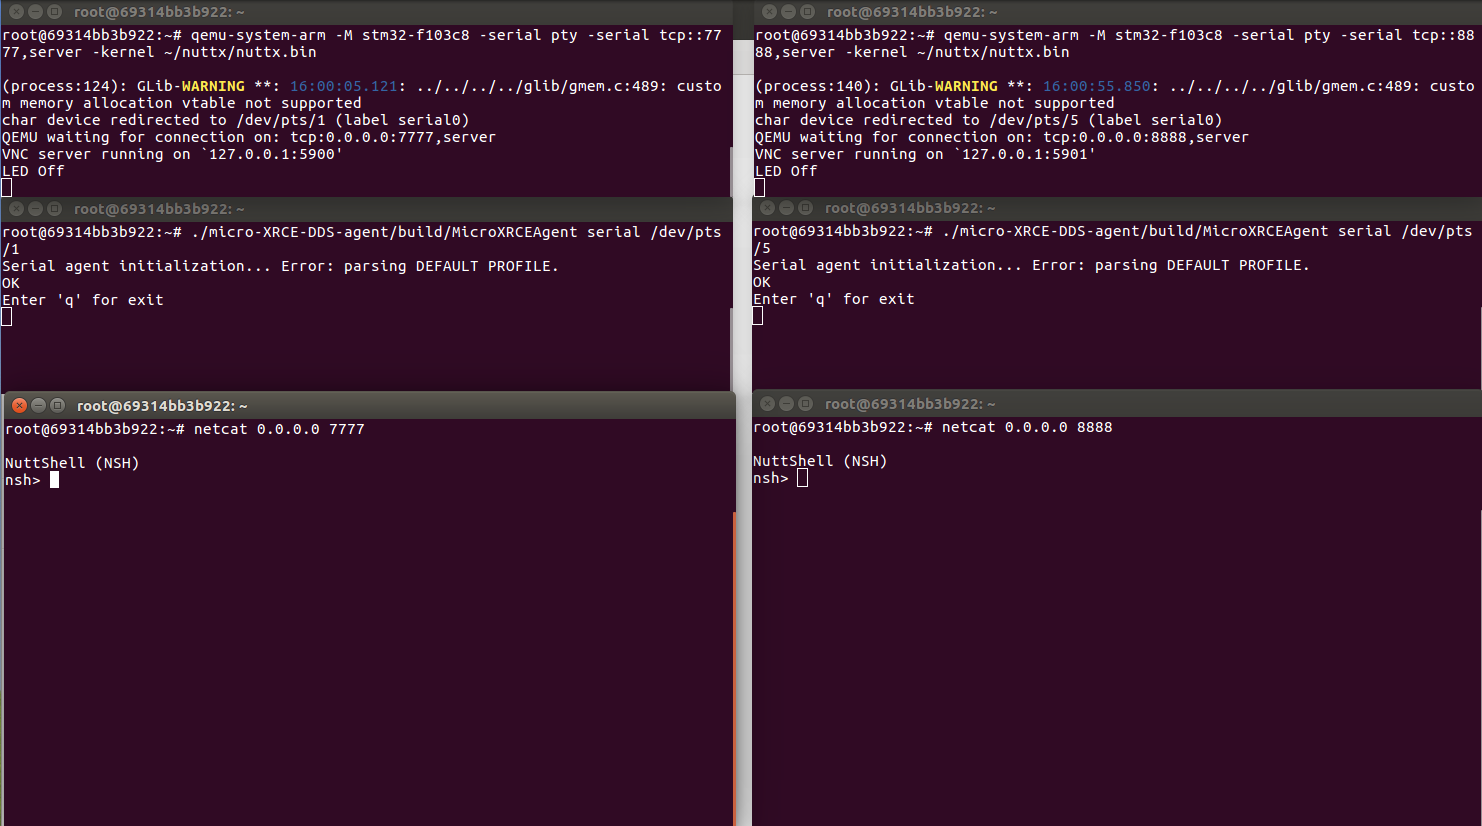 root@69314bb3b922: ~
root@69314bb3b922:~# qemu-system-arm -M stm32-f103c8 -serial pty -serial tcp::77
77,server -kernel ~/nuttx/nuttx.bin
(process:124): GLib-WARNING **: 16:00:05.121: ../../../../glib/gmem.c:489: custo
m memory allocation vtable not supported
char device redirected to /dev/pts/1 (label serial0)
QEMU waiting for connection on: tcp:0.0.0.0:7777,server
VNC server running on `127.0.0.1:5900'
LED Off
root@69314bb3b922: ~
root@69314bb3b922:~# ./micro-XRCE-DDS-agent/build/MicroXRCEAgent serial /dev/pts
/1
Serial agent initialization... Error: parsing DEFAULT PROFILE.
OK
Enter 'q' for exit
root@69314bb3b922: ~
root@69314bb3b922:~# netcat 0.0.0.0 7777
NuttShell (NSH)
nsh>
root@69314bb3b922: ~
root@69314bb3b922:~# qemu-system-arm -M stm32-f103c8 -serial pty -serial tcp::88
88,server -kernel ~/nuttx/nuttx.bin
(process:140): GLib-WARNING **: 16:00:55.850: ../../../../glib/gmem.c:489: custo
m memory allocation vtable not supported
char device redirected to /dev/pts/5 (label serial0)
QEMU waiting for connection on: tcp:0.0.0.0:8888,server
VNC server running on `127.0.0.1:5901'
LED Off
root@69314bb3b922: ~
root@69314bb3b922:~# ./micro-XRCE-DDS-agent/build/MicroXRCEAgent serial /dev/pts
/5
Serial agent initialization... Error: parsing DEFAULT PROFILE.
OK
Enter 'q' for exit
root@69314bb3b922: ~
root@69314bb3b922:~# netcat 0.0.0.0 8888
NuttShell (NSH)
nsh>